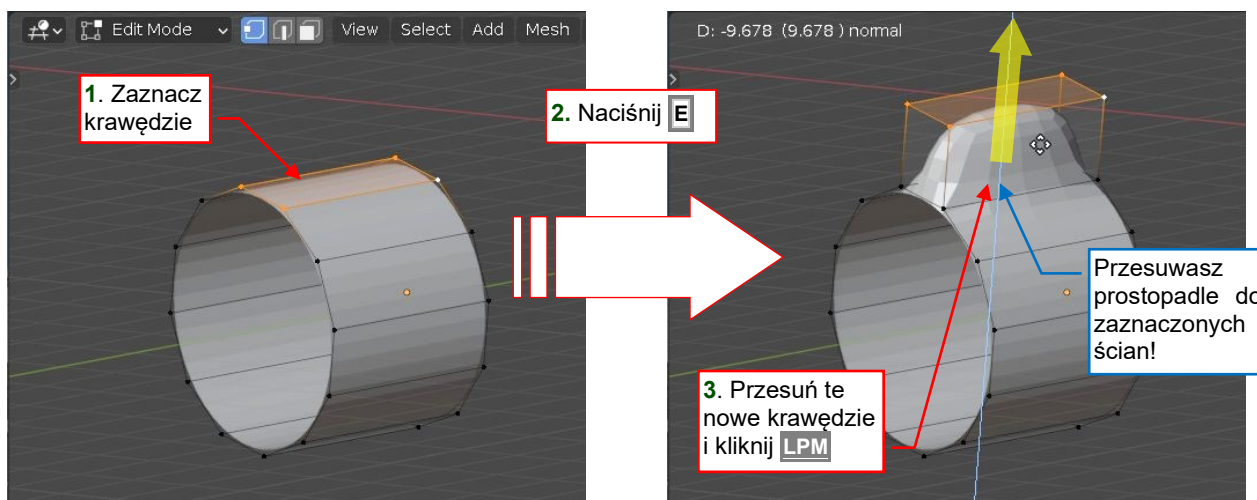 Edit Mode View Select Add Mesh
D: -9.678 (9.678 ) normal
1. Zaznacz
krawędzie
2. Naciśnij E
Przesuwasz
prostopadle do
zaznaczonych
ścian!
3. Przesuń te
nowe krawędzie
i kliknij LPM